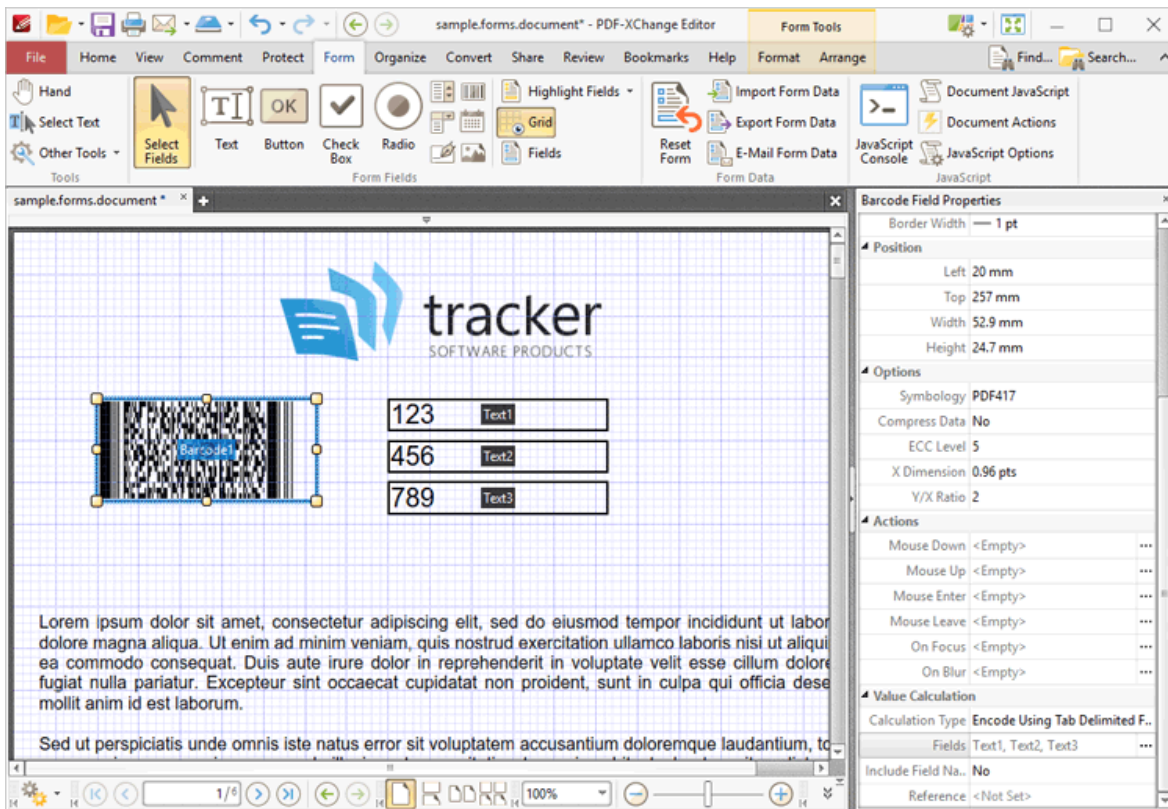 sample.forms.document* - PDF-XChange Editor
Form Tools
File Home View Comment Protect Form Organize Convert Share Review Bookmarks Help Format Arrange
Find... Search...
Hand
Select Text
Other Tools
Tools
Select Fields
Text
Button
OK
Check Box
Radio
Highlight Fields
Grid
Fields
Form Fields
Reset Form
Import Form Data
Export Form Data
E-Mail Form Data
Form Data
JavaScript Console
Document JavaScript
Document Actions
JavaScript Options
JavaScript
sample.forms.document *
tracker
SOFTWARE PRODUCTS
Barcode1
123 Text1
456 Text2
789 Text3
Lorem ipsum dolor sit amet, consectetur adipiscing elit, sed do eiusmod tempor incididunt ut labor
dolore magna aliqua. Ut enim ad minim veniam, quis nostrud exercitation ullamco laboris nisi ut aliqui
ea commodo consequat. Duis aute irure dolor in reprehenderit in voluptate velit esse cillum dolore
fugiat nulla pariatur. Excepteur sint occaecat cupidatat non proident, sunt in culpa qui officia dese
mollit anim id est laborum.
Sed ut perspiciatis unde omnis iste natus error sit voluptatem accusantium doloremque laudantium, to
1/6
100%
Barcode Field Properties
Border Width 1 pt
Position
Left 20 mm
Top 257 mm
Width 52.9 mm
Height 24.7 mm
Options
Symbology PDF417
Compress Data No
ECC Level 5
X Dimension 0.96 pts
Y/X Ratio 2
Actions
Mouse Down <Empty>
Mouse Up <Empty>
Mouse Enter <Empty>
Mouse Leave <Empty>
On Focus <Empty>
On Blur <Empty>
Value Calculation
Calculation Type Encode Using Tab Delimited F..
Fields Text1, Text2, Text3
Include Field Na.. No
Reference <Not Set>